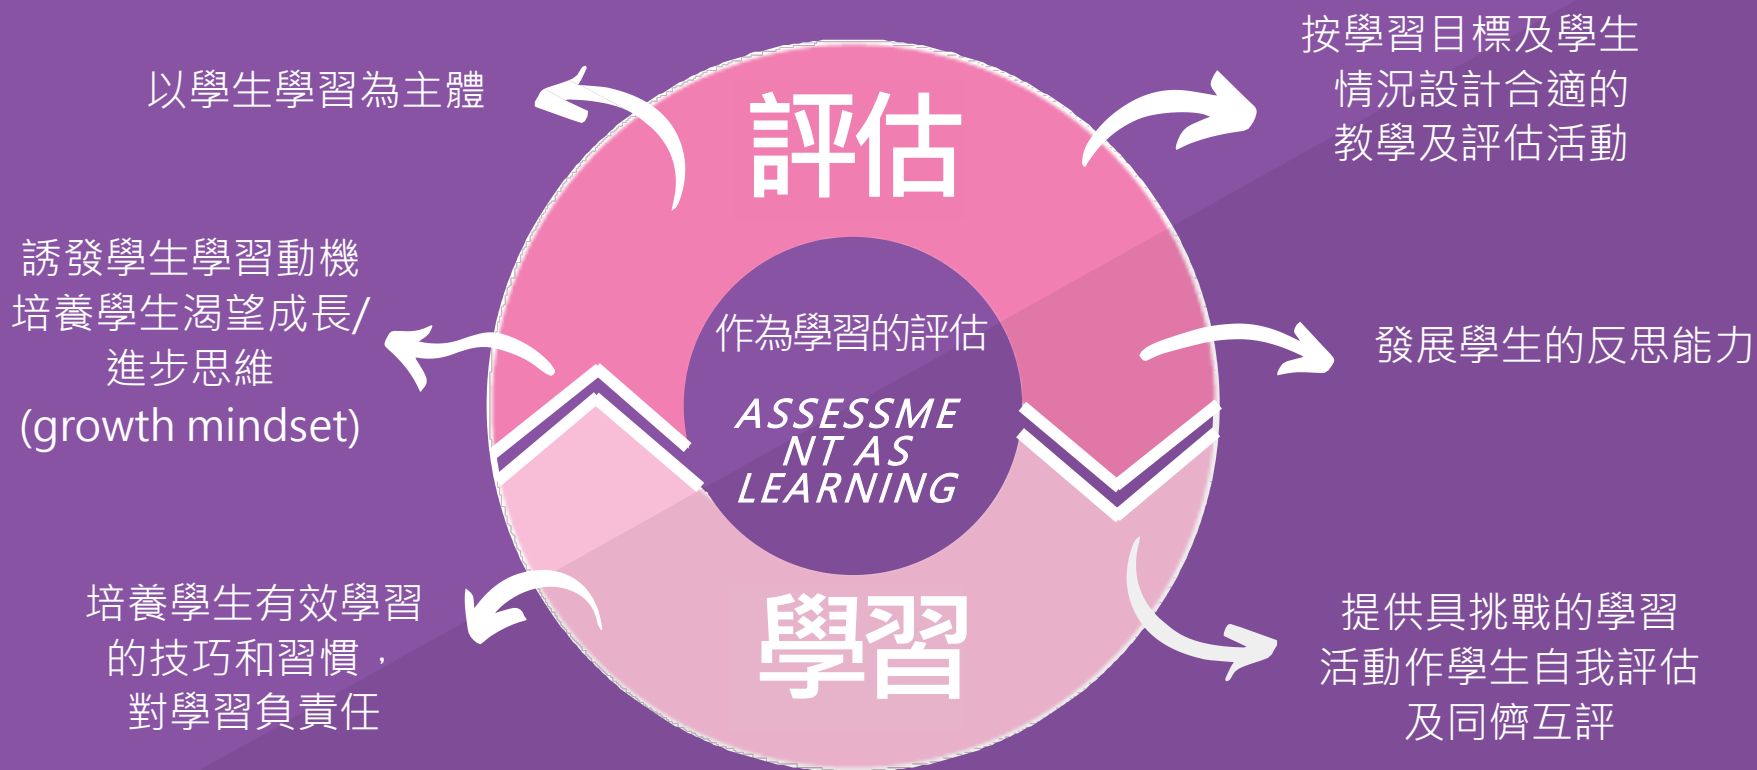 以學生學習為主體
誘發學生學習動機
培養學生渴望成長/
進步思維
(growth mindset)
培養學生有效學習
的技巧和習慣，
對學習負責任
評估
作為學習的評估
ASSESSME
NT AS
LEARNING
學習
按學習目標及學生
情況設計合適的
教學及評估活動
發展學生的反思能力
提供具挑戰的學習
活動作學生自我評估
及同儕互評